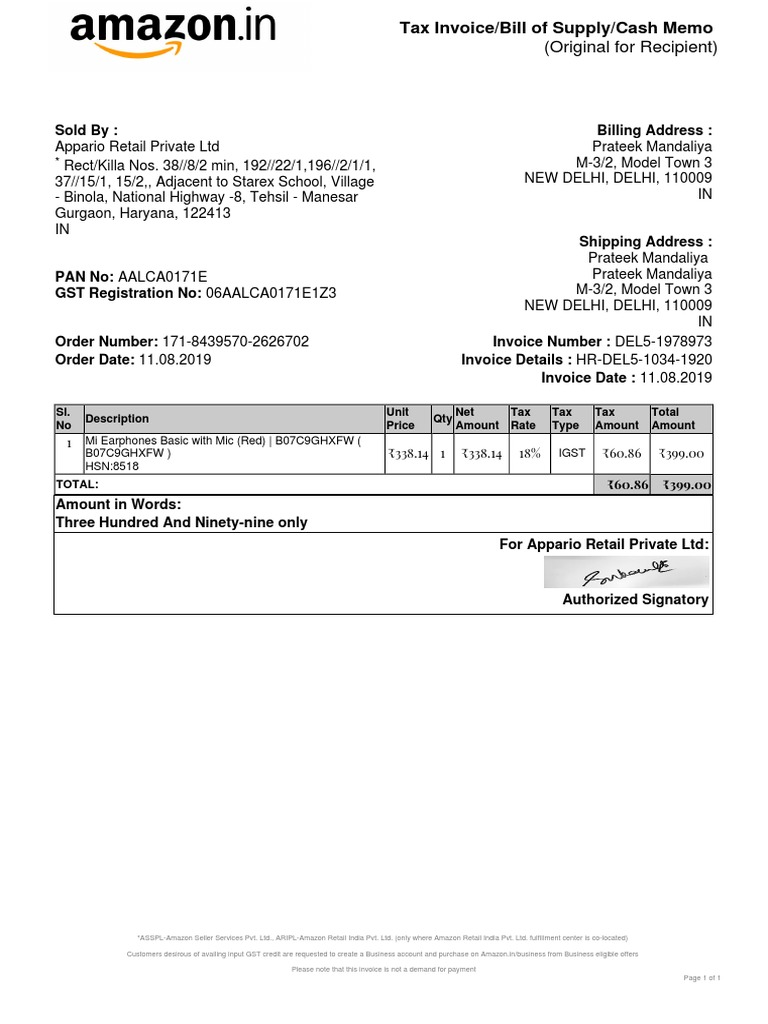 amazon.in
Tax Invoice/Bill of Supply/Cash Memo
(Original for Recipient)
Sold By :
Appario Retail Private Ltd
* Rect/Killa Nos. 38//8/2 min, 192//22/1,196//2/1/1,
37//15/1, 15/2,, Adjacent to Starex School, Village
- Binola, National Highway -8, Tehsil - Manesar
Gurgaon, Haryana, 122413
IN
PAN No: AALCA0171E
GST Registration No: 06AALCA0171E1Z3
Order Number: 171-8439570-2626702
Order Date: 11.08.2019
Billing Address :
Prateek Mandaliya
M-3/2, Model Town 3
NEW DELHI, DELHI, 110009
IN
Shipping Address :
Prateek Mandaliya
Prateek Mandaliya
M-3/2, Model Town 3
NEW DELHI, DELHI, 110009
IN
Invoice Number : DEL5-1978973
Invoice Details : HR-DEL5-1034-1920
Invoice Date : 11.08.2019
Sl. No Description Unit Price Qty Net Amount Tax Rate Tax Type Tax Amount Total Amount
1 Mi Earphones Basic with Mic (Red) | B07C9GHXFW (
B07C9GHXFW )
HSN:8518
₹338.14 1 ₹338.14 18% IGST ₹60.86 ₹399.00
TOTAL: ₹60.86 ₹399.00
Amount in Words:
Three Hundred And Ninety-nine only
For Appario Retail Private Ltd:
Authorized Signatory
*ASSPL-Amazon Seller Services Pvt. Ltd., ARIPL-Amazon Retail India Pvt. Ltd. (only where Amazon Retail India Pvt. Ltd. fulfillment center is co-located)
Customers desirous of availing input GST credit are requested to create a Business account and purchase on Amazon.in/business from Business eligible offers
Please note that this invoice is not a demand for payment
Page 1 of 1